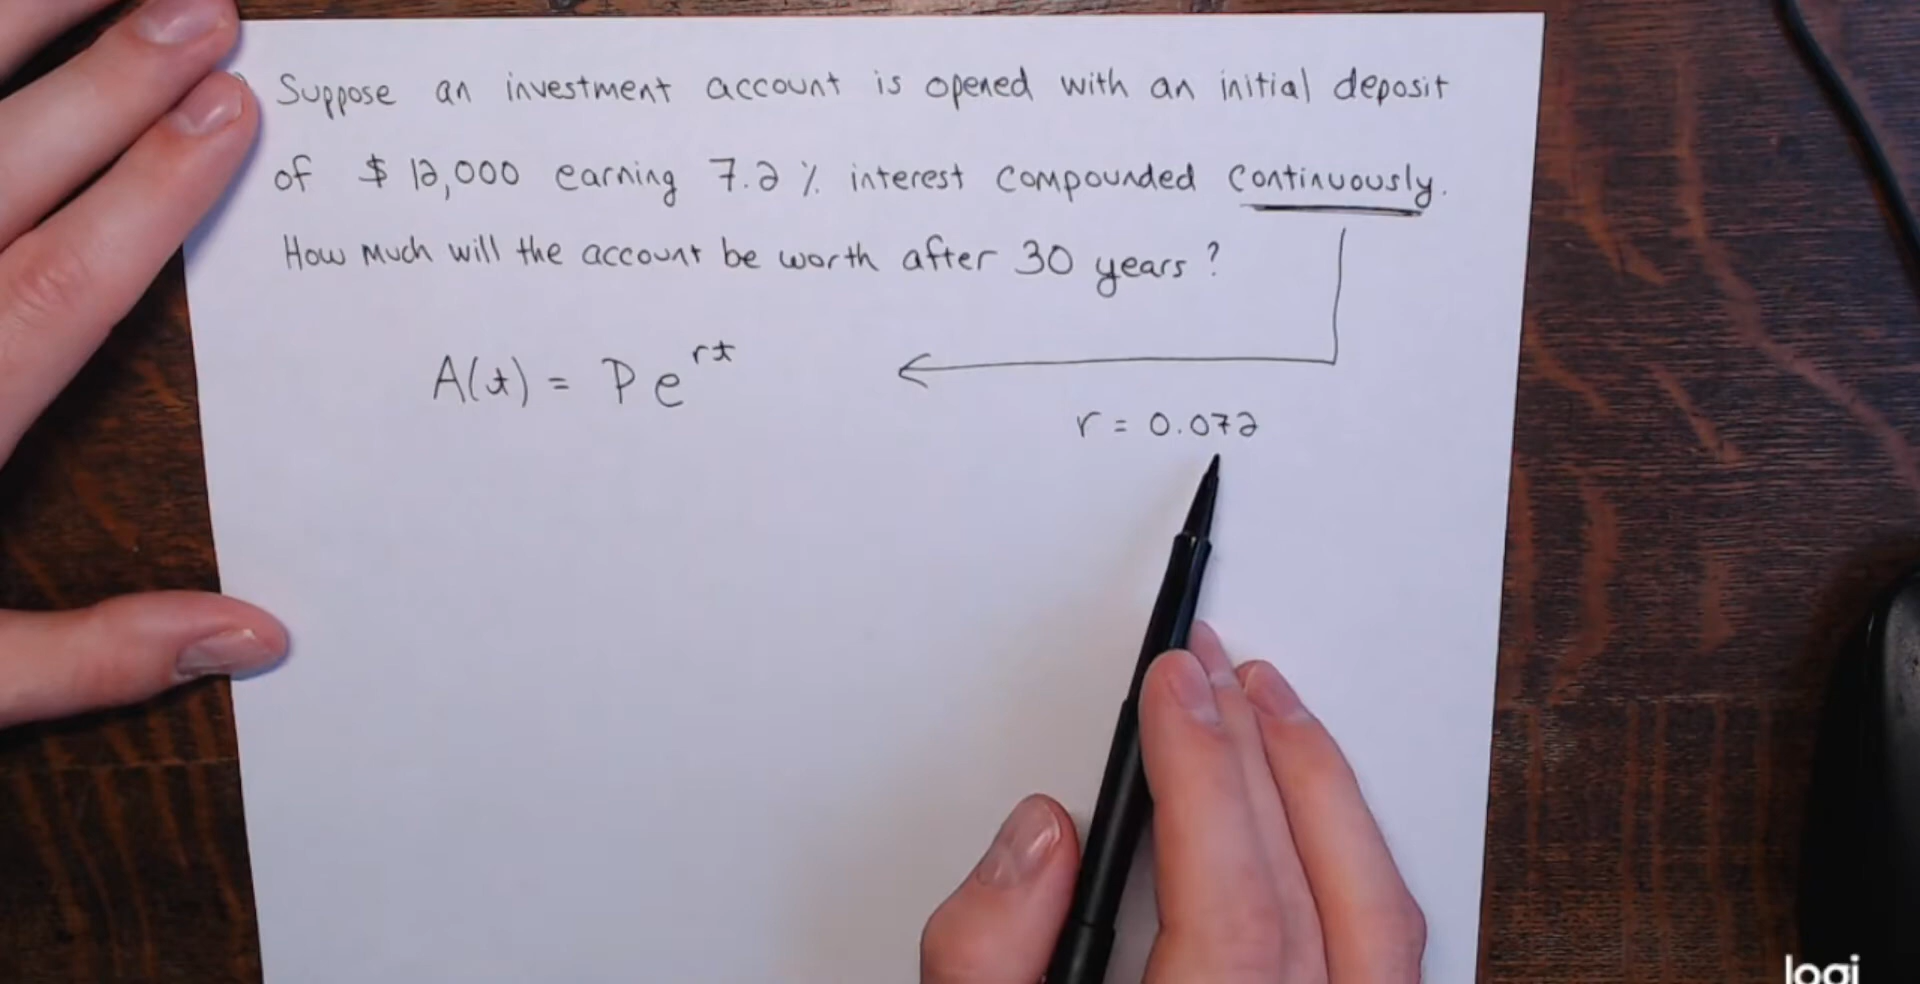 Suppose an investment account is opened with an initial deposit
of $ 12,000 earning 7.2 % interest compounded continuously.
How much will the account be worth after 30 years?
A(t) = P e^{rt}
r = 0.072
logi